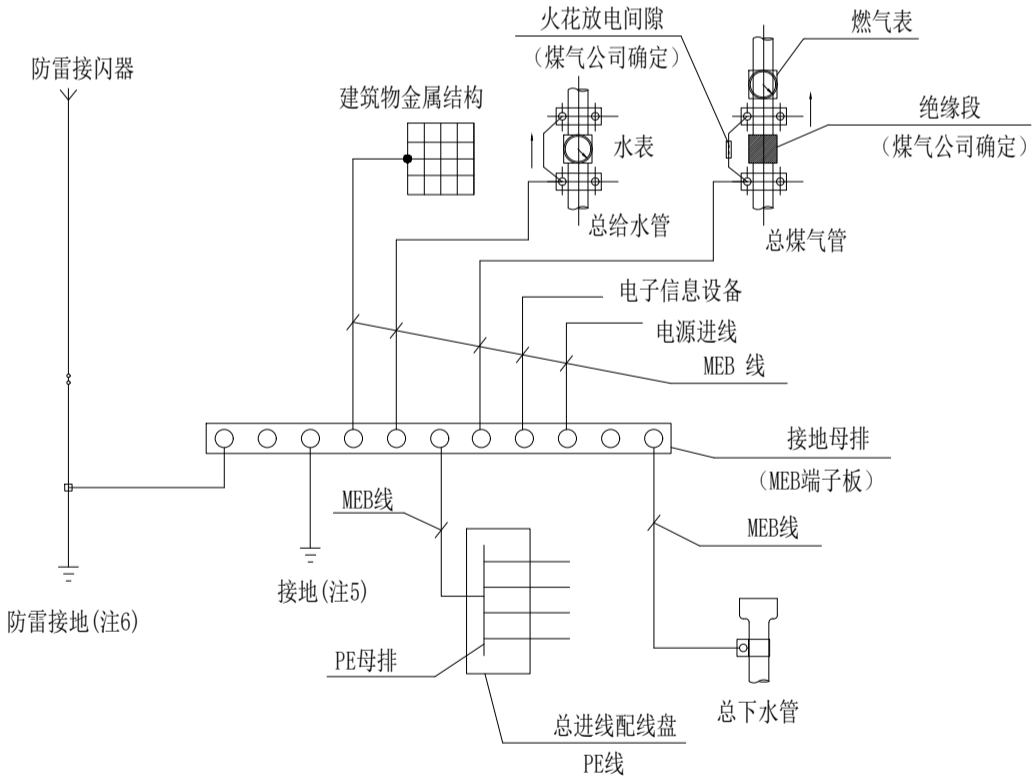 火花放电间隙
（煤气公司确定）
燃气表
防雷接闪器
建筑物金属结构
水表
绝缘段
（煤气公司确定）
总给水管
总煤气管
电子信息设备
电源进线
MEB 线
接地母排
（MEB端子板）
MEB线
MEB线
接地(注5)
防雷接地(注6)
PE母排
总下水管
总进线配线盘
PE线